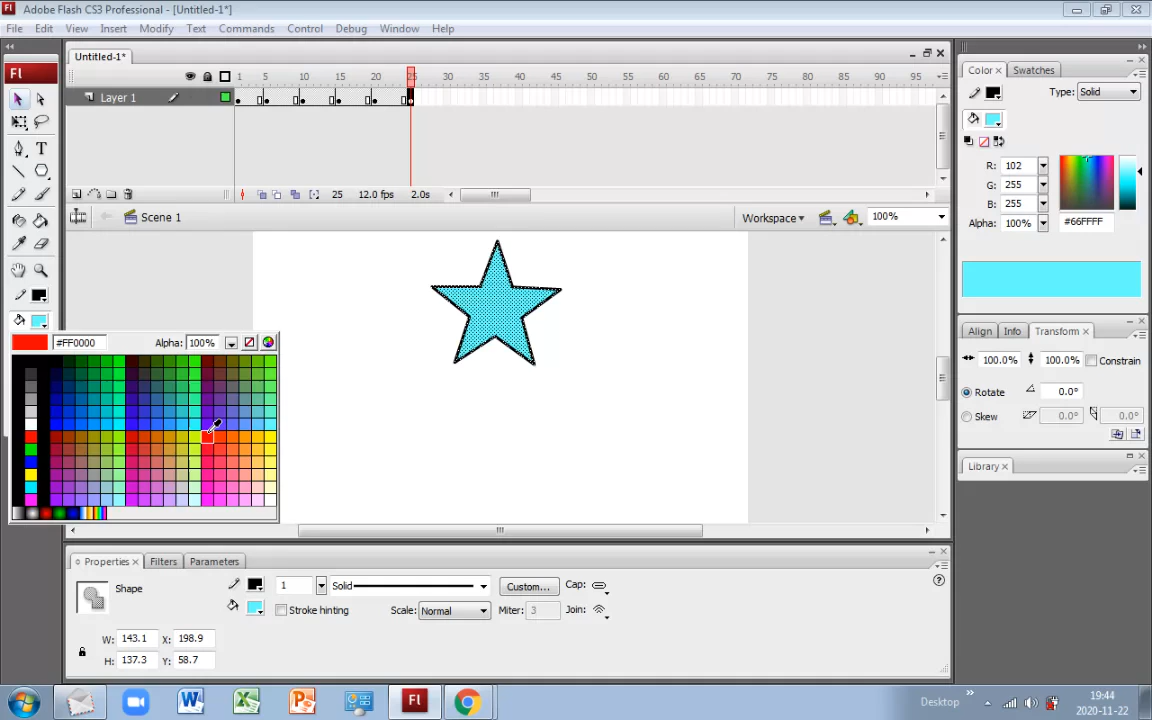 Fl Adobe Flash CS3 Professional - [Untitled-1*]
File Edit View Insert Modify Text Commands Control Debug Window Help
Untitled-1*
Fl
1 5 10 15 20 25 30 35 40 45 50 55 60 65 70 75 80 85 90 95
Layer 1
25 12.0 fps 2.0s
Scene 1
Workspace
100%
T
#FF0000 Alpha: 100%
Color Swatches
Type: Solid
R: 102
G: 255
B: 255
Alpha: 100% #66FFFF
Align Info Transform
100.0% 100.0% Constrain
Rotate 0.0°
Skew 0.0° 0.0°
Library
Properties Filters Parameters
Shape 1 Solid Custom... Cap:
Stroke hinting Scale: Normal Miter: 3 Join:
W: 143.1 X: 198.9
H: 137.3 Y: 58.7
Fl
Desktop
19:44
2020-11-22